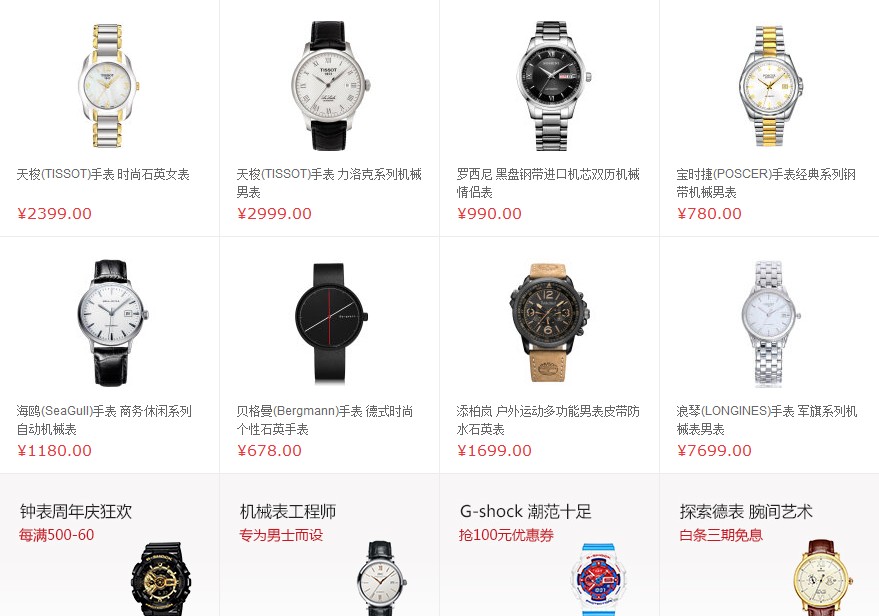 天梭(TISSOT)手表 时尚石英女表
¥2399.00
天梭(TISSOT)手表 力洛克系列机械
男表
¥2999.00
罗西尼 黑盘钢带进口机芯双历机械
情侣表
¥990.00
宝时捷(POSCER)手表经典系列钢
带机械男表
¥780.00
海鸥(SeaGull)手表 商务休闲系列
自动机械表
¥1180.00
贝格曼(Bergmann)手表 德式时尚
个性石英手表
¥678.00
添柏岚 户外运动多功能男表皮带防
水石英表
¥1699.00
浪琴(LONGINES)手表 军旗系列机
械表男表
¥7699.00
钟表周年庆狂欢
每满500-60
机械表工程师
专为男士而设
G-shock 潮范十足
抢100元优惠券
探索德表 腕间艺术
白条三期免息
TISSOT
TISSOT
Bergmann